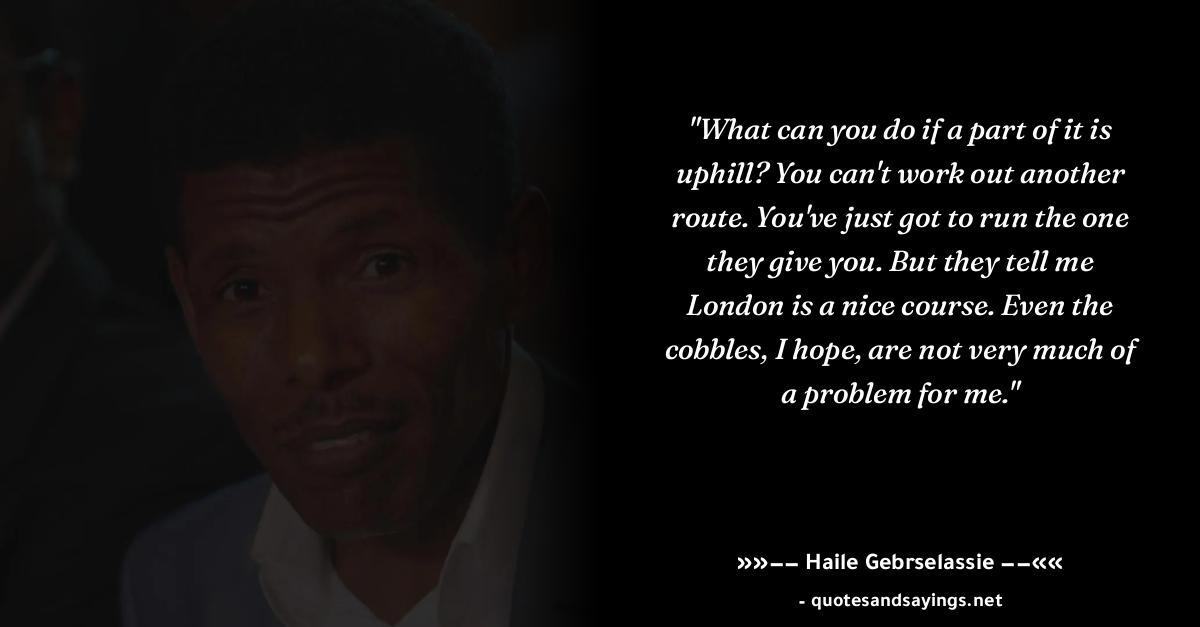 "What can you do if a part of it is
uphill? You can't work out another
route. You've just got to run the one
they give you. But they tell me
London is a nice course. Even the
cobbles, I hope, are not very much of
a problem for me."
»»–– Haile Gebrselassie ––««
- quotesandsayings.net